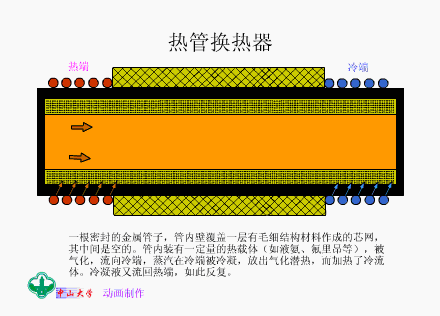 热管换热器
热端
冷端
一根密封的金属管子，管内壁覆盖一层有毛细结构材料作成的芯网，
其中间是空的。管内装有一定量的热载体（如液氨、氟里昂等），被
气化，流向冷端，蒸汽在冷端被冷凝，放出气化潜热，而加热了冷流
体。冷凝液又流回热端，如此反复。
中山大学 动画制作